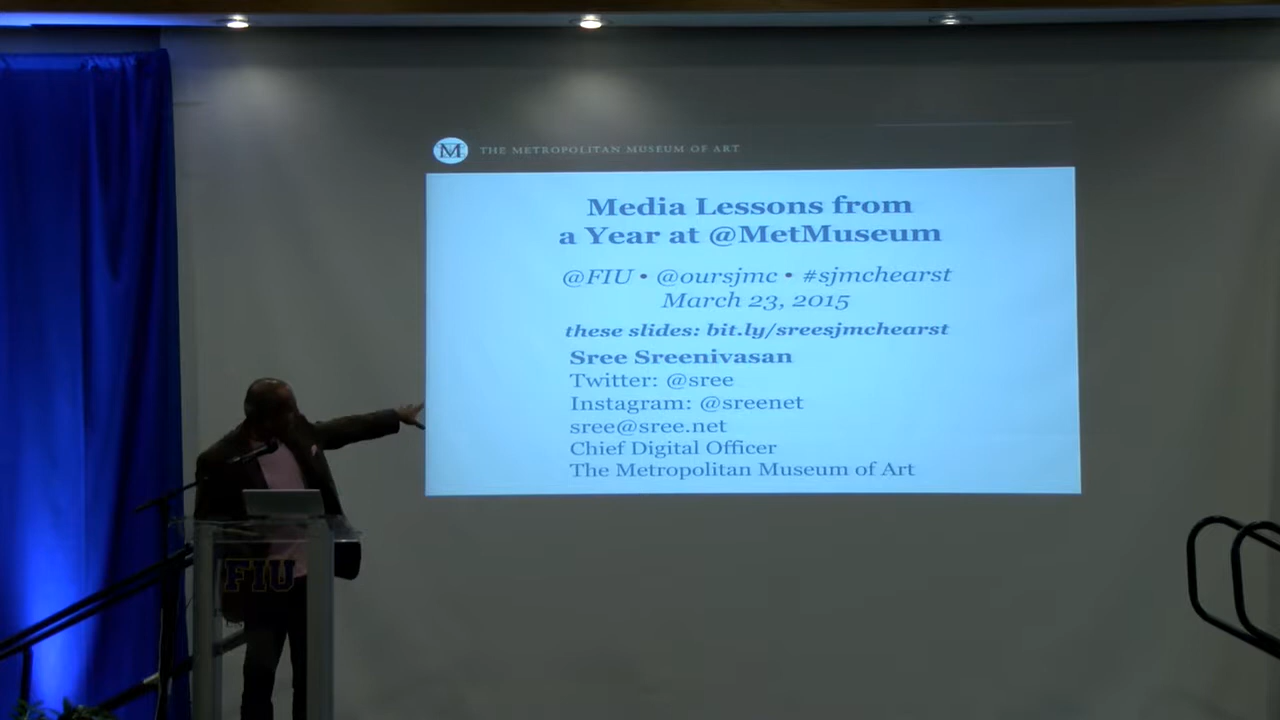 M THE METROPOLITAN MUSEUM OF ART
Media Lessons from
a Year at @MetMuseum
@FIU • @oursjmc • #sjmchearst
March 23, 2015
these slides: bit.ly/sreesjmchearst
Sree Sreenivasan
Twitter: @sree
Instagram: @sreenet
sree@sree.net
Chief Digital Officer
The Metropolitan Museum of Art
FIU